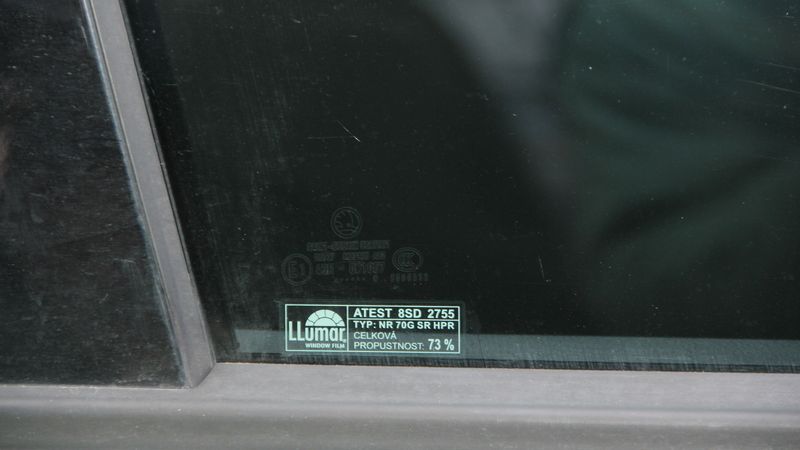 LLumar
WINDOW FILM
ATEST 8SD 2755
TYP: NR 70G SR HPR
CELKOVÁ
PROPUSTNOST: 73 %